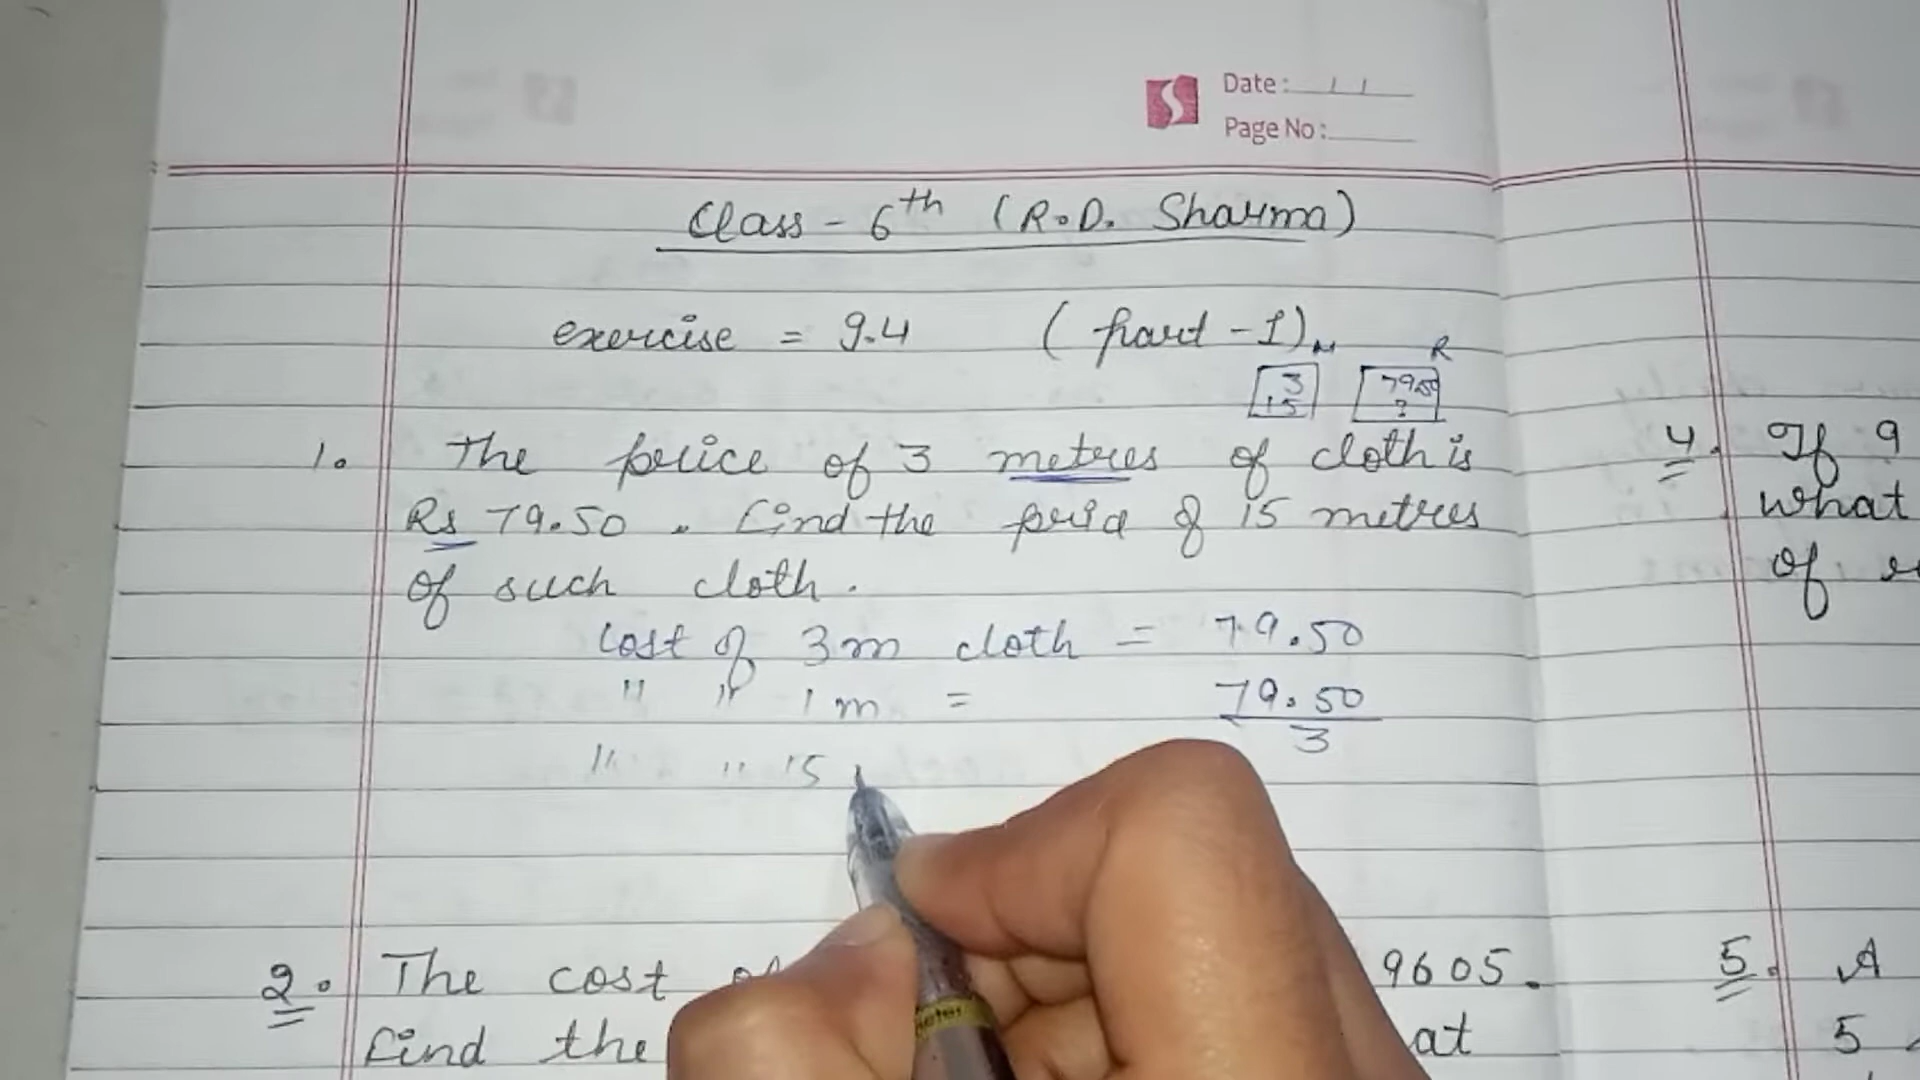 Date: / /
Page No:
Class - 6th (R.D. Sharma)
exercise = 9.4 (part - I)
M R
3 79.50
15 ?
1. The price of 3 metres of cloth is
Rs 79.50. Find the price of 15 metres
of such cloth.
Cost of 3m cloth = 79.50
" " 1 m = 79.50
3
" " 15
2. The cost of 9605.
find the at
4. If 9
what
of
5. A
5